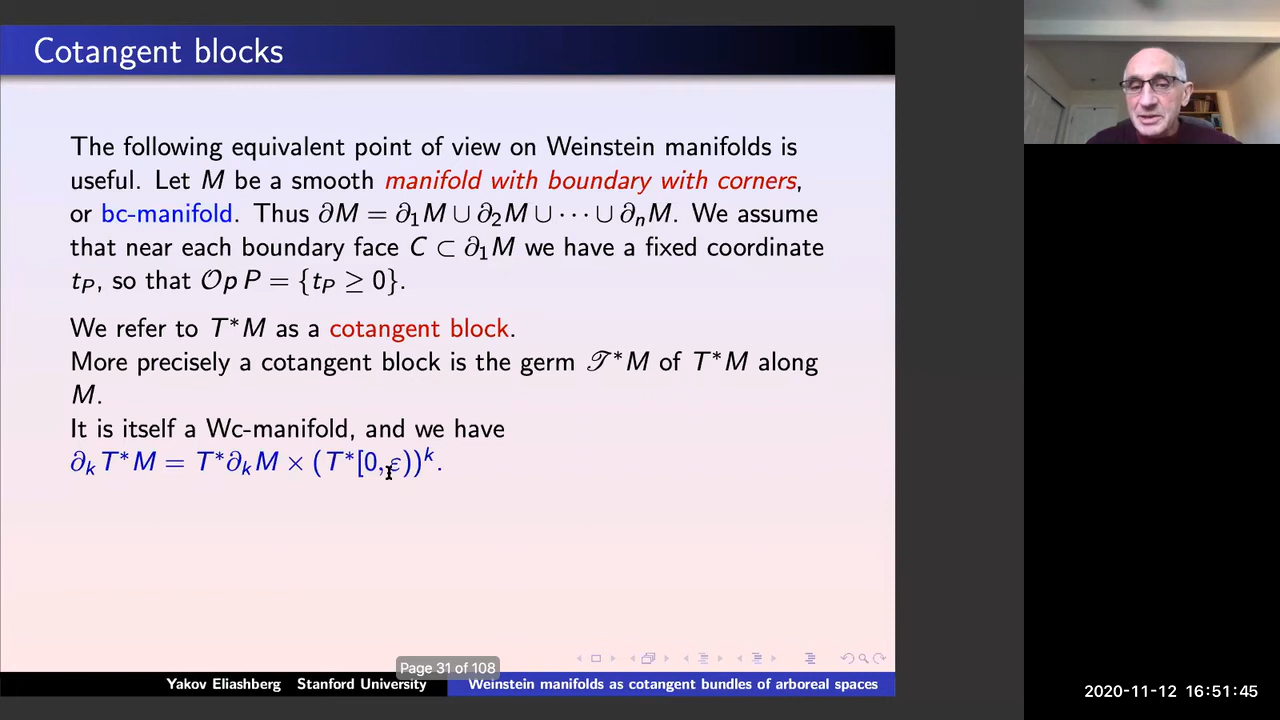 Cotangent blocks
The following equivalent point of view on Weinstein manifolds is
useful. Let M be a smooth manifold with boundary with corners,
or bc-manifold. Thus ∂M = ∂₁M ∪ ∂₂M ∪ ⋯ ∪ ∂ₙM. We assume
that near each boundary face C ⊂ ∂₁M we have a fixed coordinate
t_P, so that 𝒪p P = {t_P ≥ 0}.
We refer to T*M as a cotangent block.
More precisely a cotangent block is the germ 𝒯*M of T*M along
M.
It is itself a Wc-manifold, and we have
∂ₖT*M = T*∂ₖM × (T*[0, ε))ᵏ.
Page 31 of 108
Yakov Eliashberg Stanford University Weinstein manifolds as cotangent bundles of arboreal spaces
2020-11-12 16:51:45